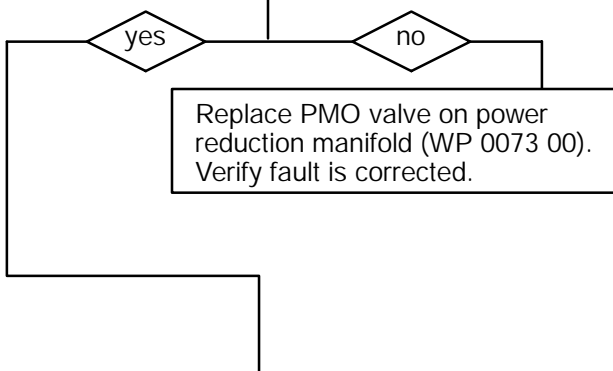 yes
no
Replace PMO valve on power
reduction manifold (WP 0073 00).
Verify fault is corrected.